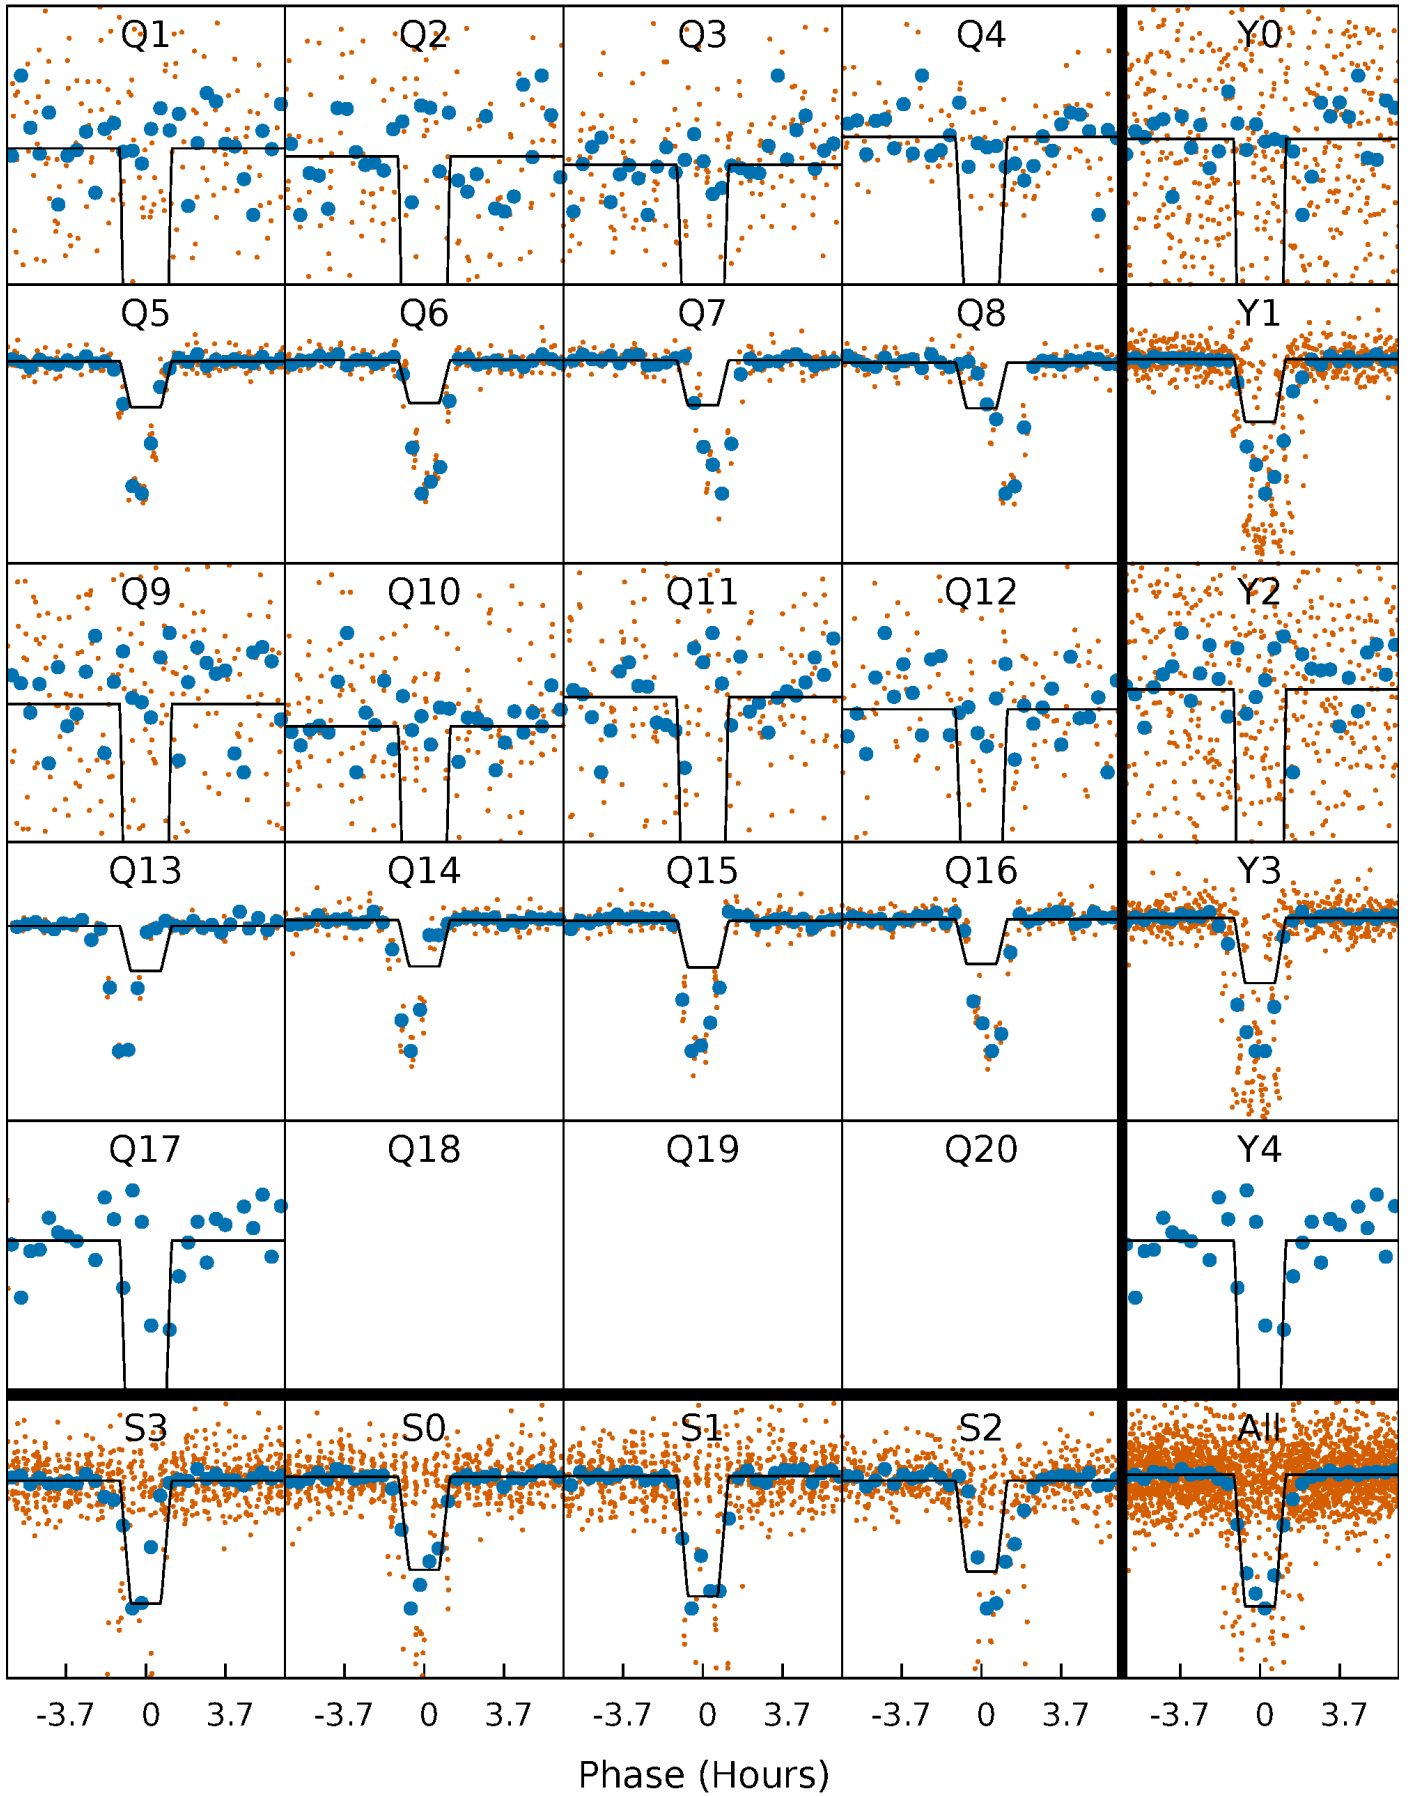 Q1 Q2 Q3 Q4 Y0
Q5 Q6 Q7 Q8 Y1
Q9 Q10 Q11 Q12 Y2
Q13 Q14 Q15 Q16 Y3
Q17 Q18 Q19 Q20 Y4
S3 S0 S1 S2 All
-3.7 0 3.7 -3.7 0 3.7 -3.7 0 3.7 -3.7 0 3.7 -3.7 0 3.7
Phase (Hours)